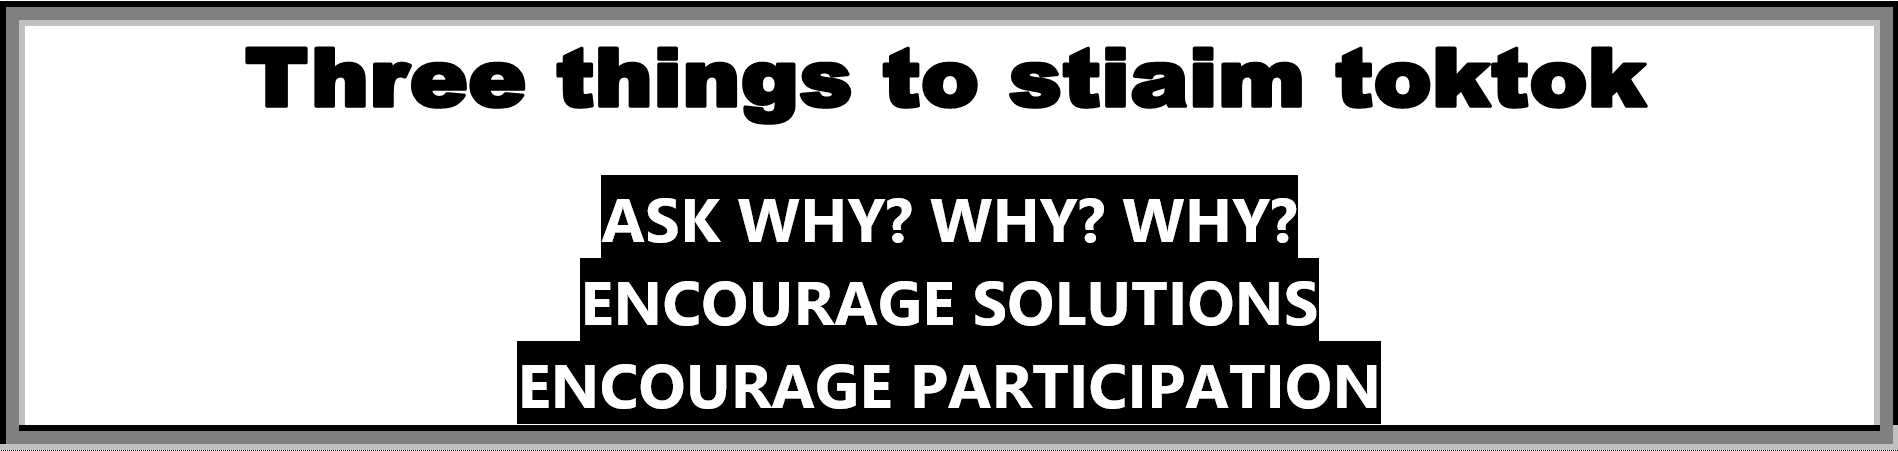 Three things to stiaim toktok
ASK WHY? WHY? WHY?
ENCOURAGE SOLUTIONS
ENCOURAGE PARTICIPATION